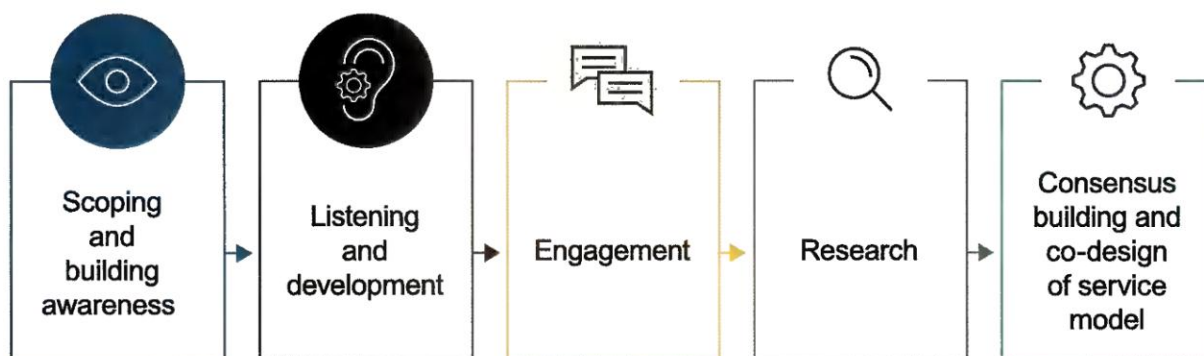 Scoping
and
building
awareness
Listening
and
development
Engagement
Research
Consensus
building and
co-design
of service
model